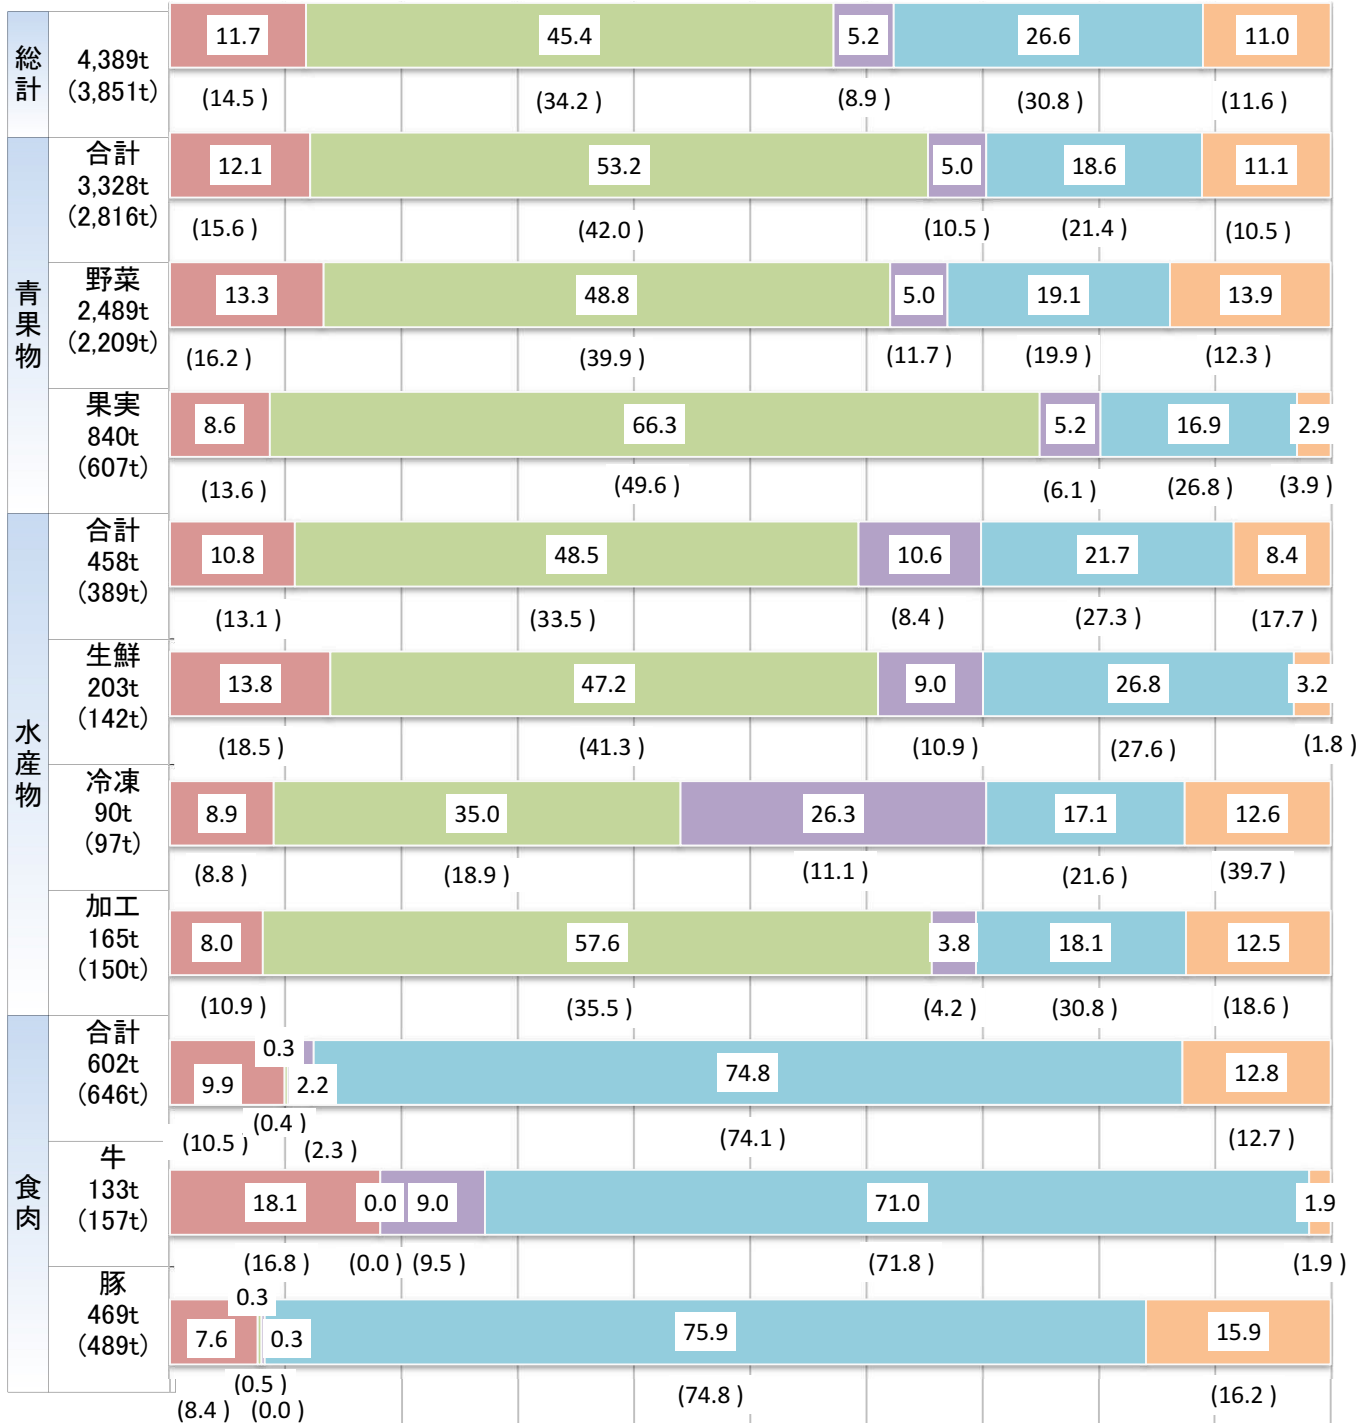 総計
4,389t
(3,851t)
11.7 45.4 5.2 26.6 11.0
(14.5 ) (34.2 ) (8.9 ) (30.8 ) (11.6 )
青果物
合計
3,328t
(2,816t)
12.1 53.2 5.0 18.6 11.1
(15.6 ) (42.0 ) (10.5 ) (21.4 ) (10.5 )
野菜
2,489t
(2,209t)
13.3 48.8 5.0 19.1 13.9
(16.2 ) (39.9 ) (11.7 ) (19.9 ) (12.3 )
果実
840t
(607t)
8.6 66.3 5.2 16.9 2.9
(13.6 ) (49.6 ) (6.1 ) (26.8 ) (3.9 )
水産物
合計
458t
(389t)
10.8 48.5 10.6 21.7 8.4
(13.1 ) (33.5 ) (8.4 ) (27.3 ) (17.7 )
生鮮
203t
(142t)
13.8 47.2 9.0 26.8 3.2
(18.5 ) (41.3 ) (10.9 ) (27.6 ) (1.8 )
冷凍
90t
(97t)
8.9 35.0 26.3 17.1 12.6
(8.8 ) (18.9 ) (11.1 ) (21.6 ) (39.7 )
加工
165t
(150t)
8.0 57.6 3.8 18.1 12.5
(10.9 ) (35.5 ) (4.2 ) (30.8 ) (18.6 )
食肉
合計
602t
(646t)
9.9 0.3 2.2 74.8 12.8
(10.5 ) (0.4 ) (2.3 ) (74.1 ) (12.7 )
牛
133t
(157t)
18.1 0.0 9.0 71.0 1.9
(16.8 ) (0.0 ) (9.5 ) (71.8 ) (1.9 )
豚
469t
(489t)
7.6 0.3 0.3 75.9 15.9
(8.4 ) (0.5 ) (0.0 ) (74.8 ) (16.2 )